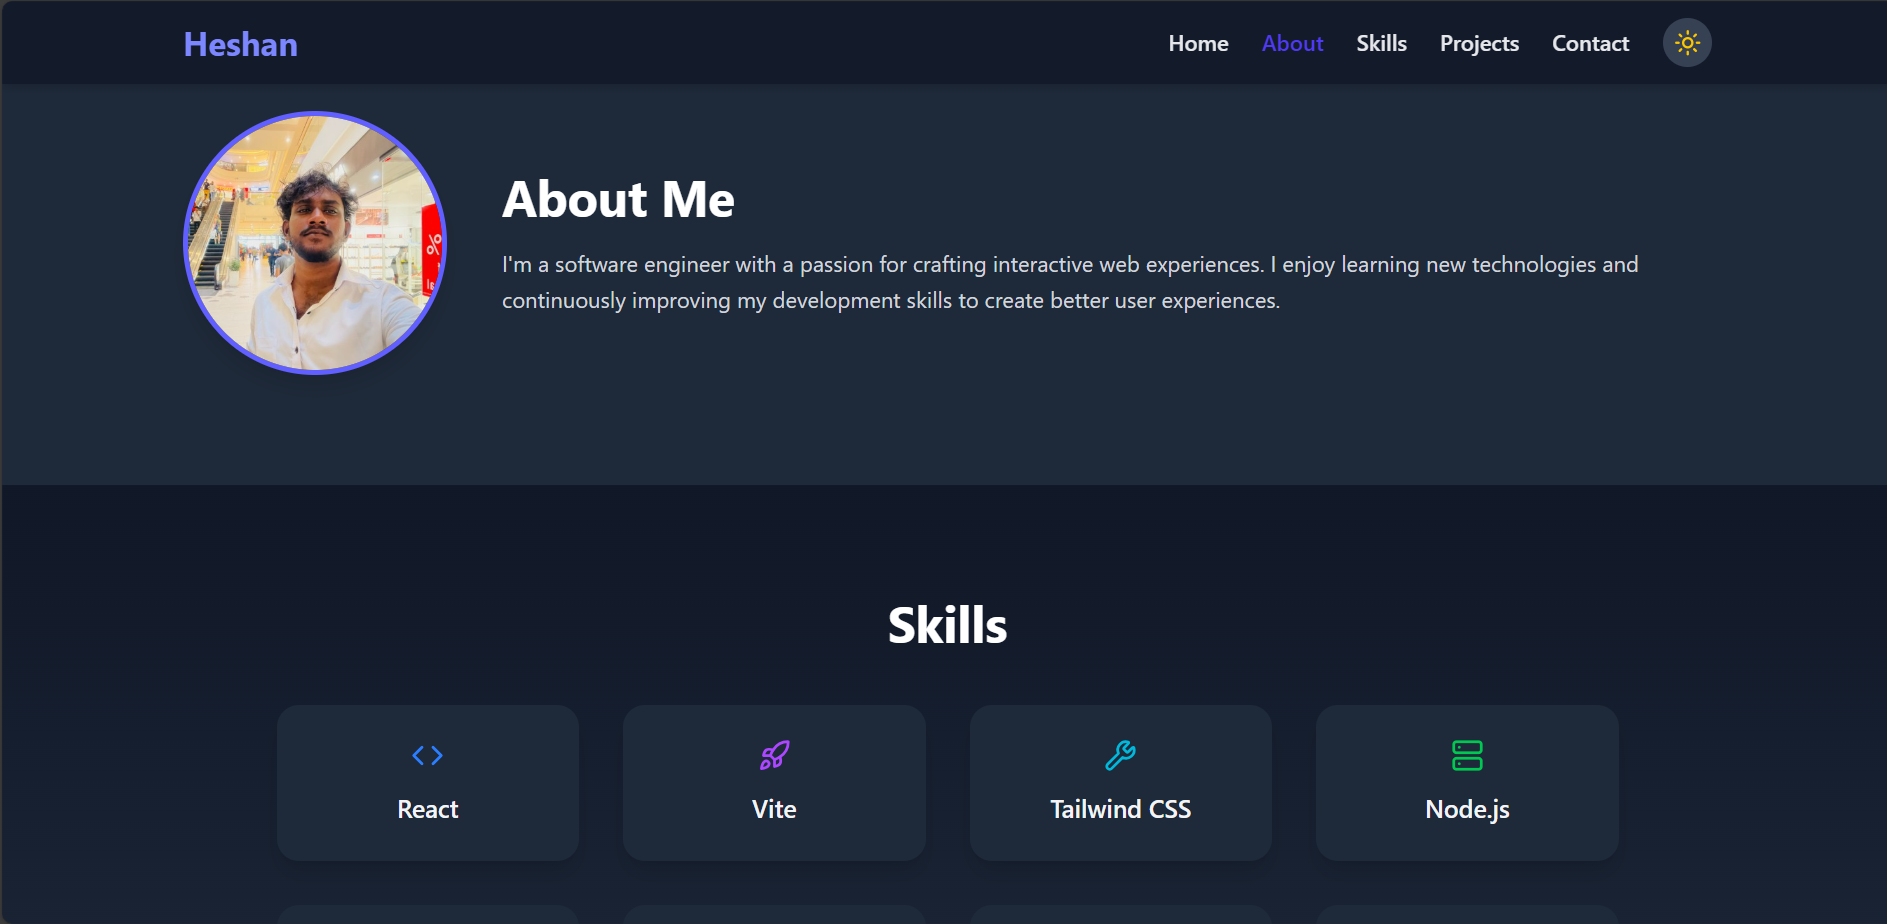 Heshan
Home About Skills Projects Contact
%
About Me
I'm a software engineer with a passion for crafting interactive web experiences. I enjoy learning new technologies and
continuously improving my development skills to create better user experiences.
Skills
React
Vite
Tailwind CSS
Node.js